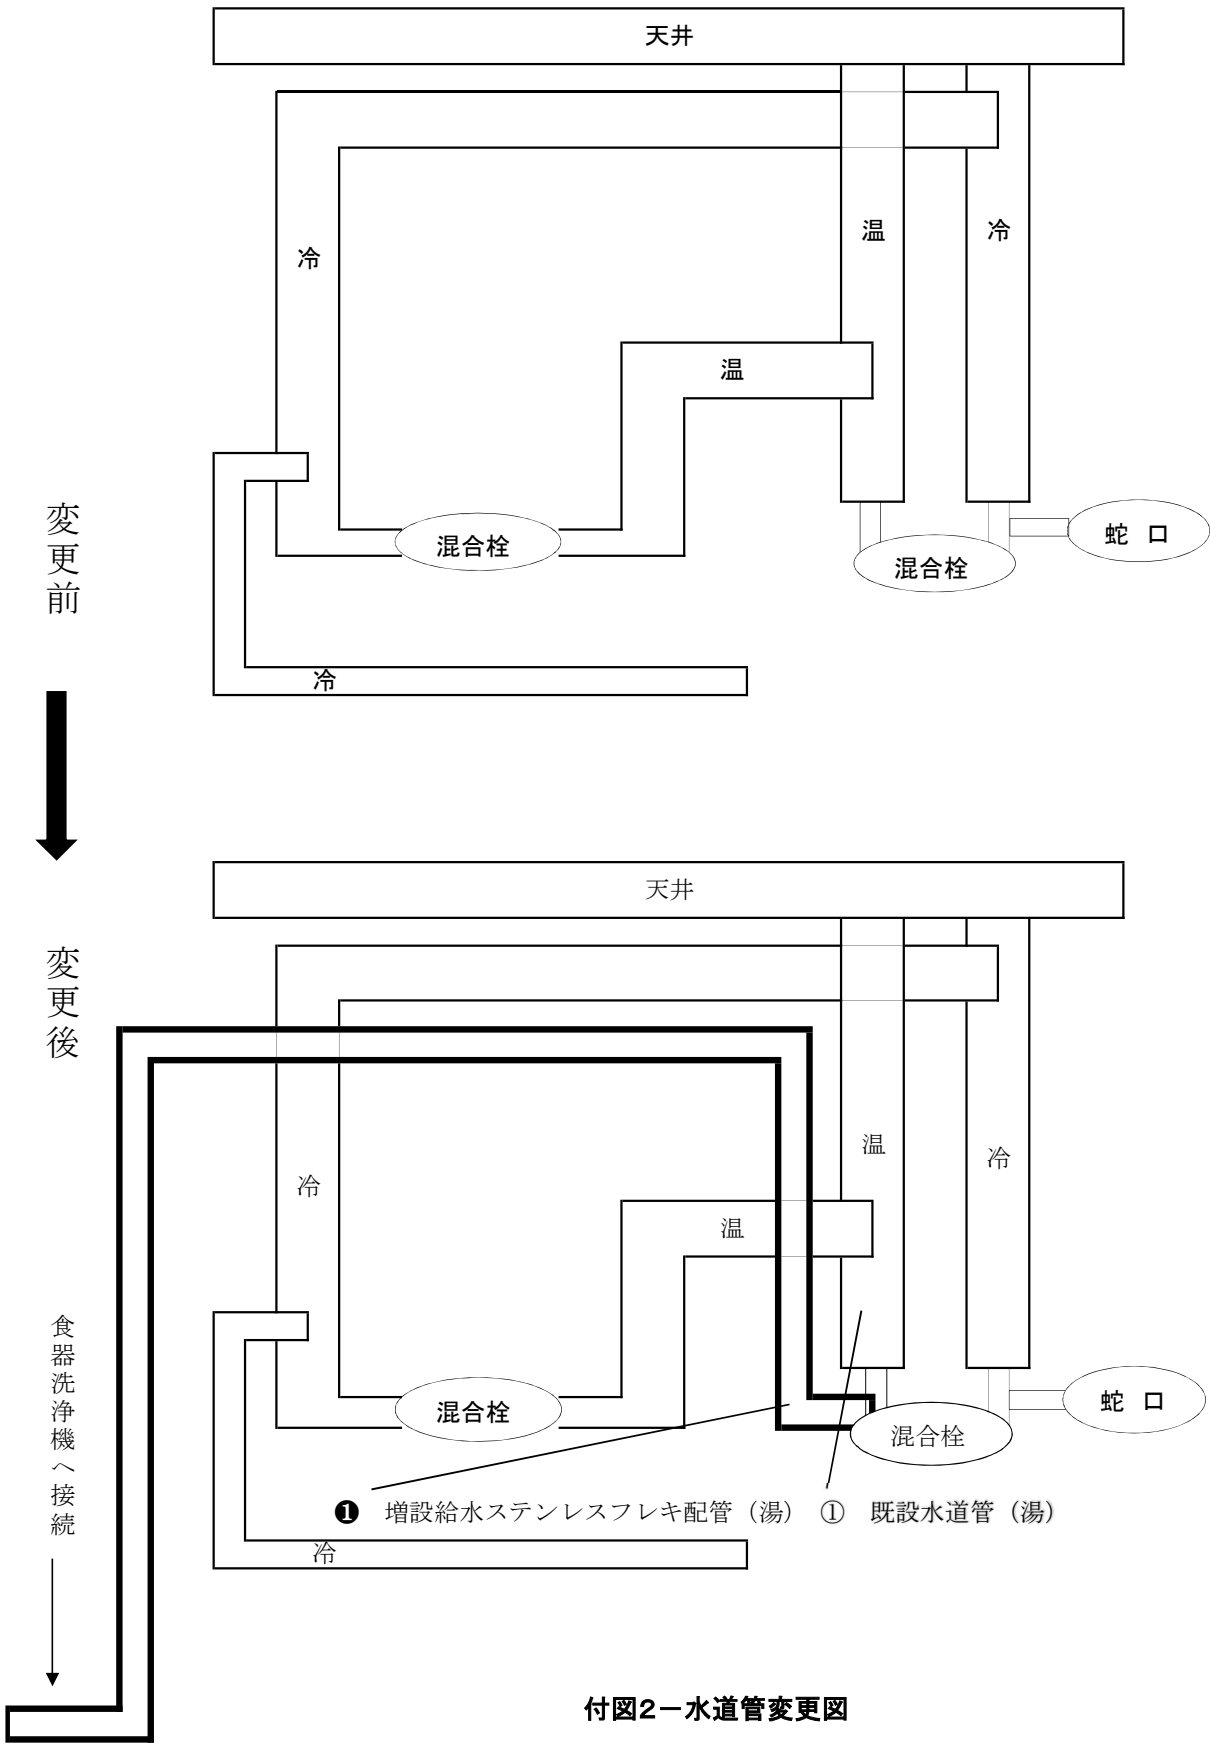 天井
冷
温
冷
温
混合栓
混合栓
蛇　口
冷
変更前
変更後
天井
冷
温
冷
温
混合栓
混合栓
蛇　口
❶　増設給水ステンレスフレキ配管（湯）　①　既設水道管（湯）
冷
食器洗浄機へ接続
付図２－水道管変更図